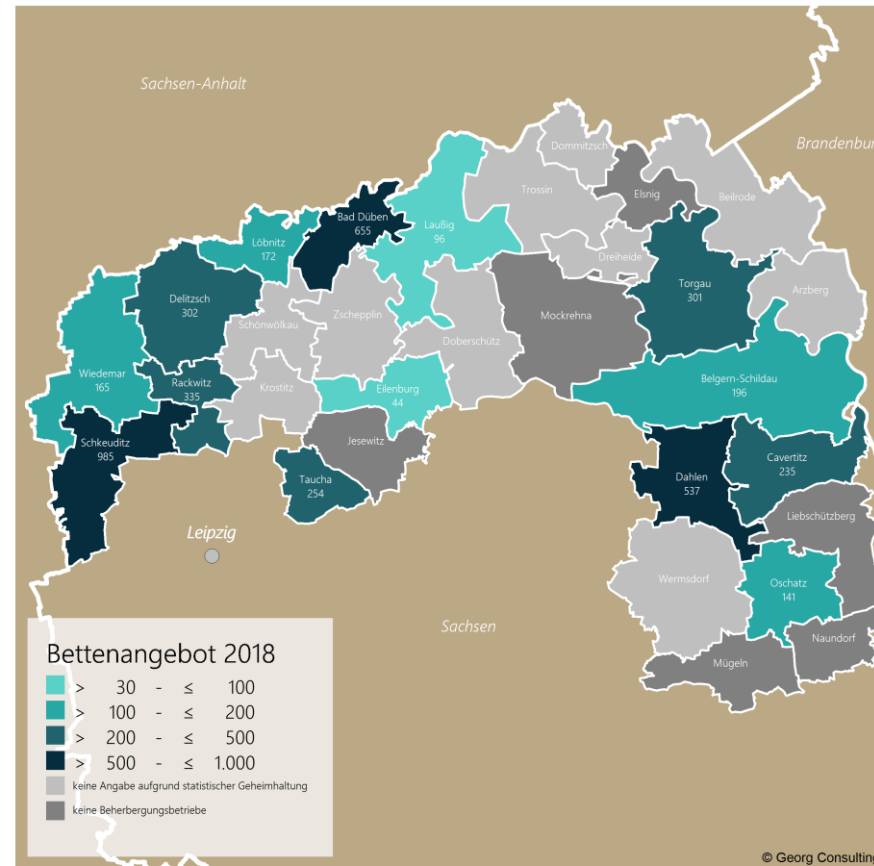 Sachsen-Anhalt
Brandenbur
Dommitzsch
Trossin
Elsnig
Beilrode
Bad Düben
655
Laußig
96
Löbnitz
172
Dreiheide
Torgau
301
Arzberg
Delitzsch
302
Zschepplin
Mockrehna
Schönwölkau
Doberschütz
Wiedemar
165
Rackwitz
335
Krostitz
Eilenburg
44
Belgern-Schildau
196
Schkeuditz
985
Jesewitz
Taucha
254
Dahlen
537
Cavertitz
235
Liebschützberg
Leipzig
Wermsdorf
Oschatz
141
Sachsen
Naundorf
Mügeln
Bettenangebot 2018
> 30 - ≤ 100
> 100 - ≤ 200
> 200 - ≤ 500
> 500 - ≤ 1.000
keine Angabe aufgrund statistischer Geheimhaltung
keine Beherbergungsbetriebe
© Georg Consulting